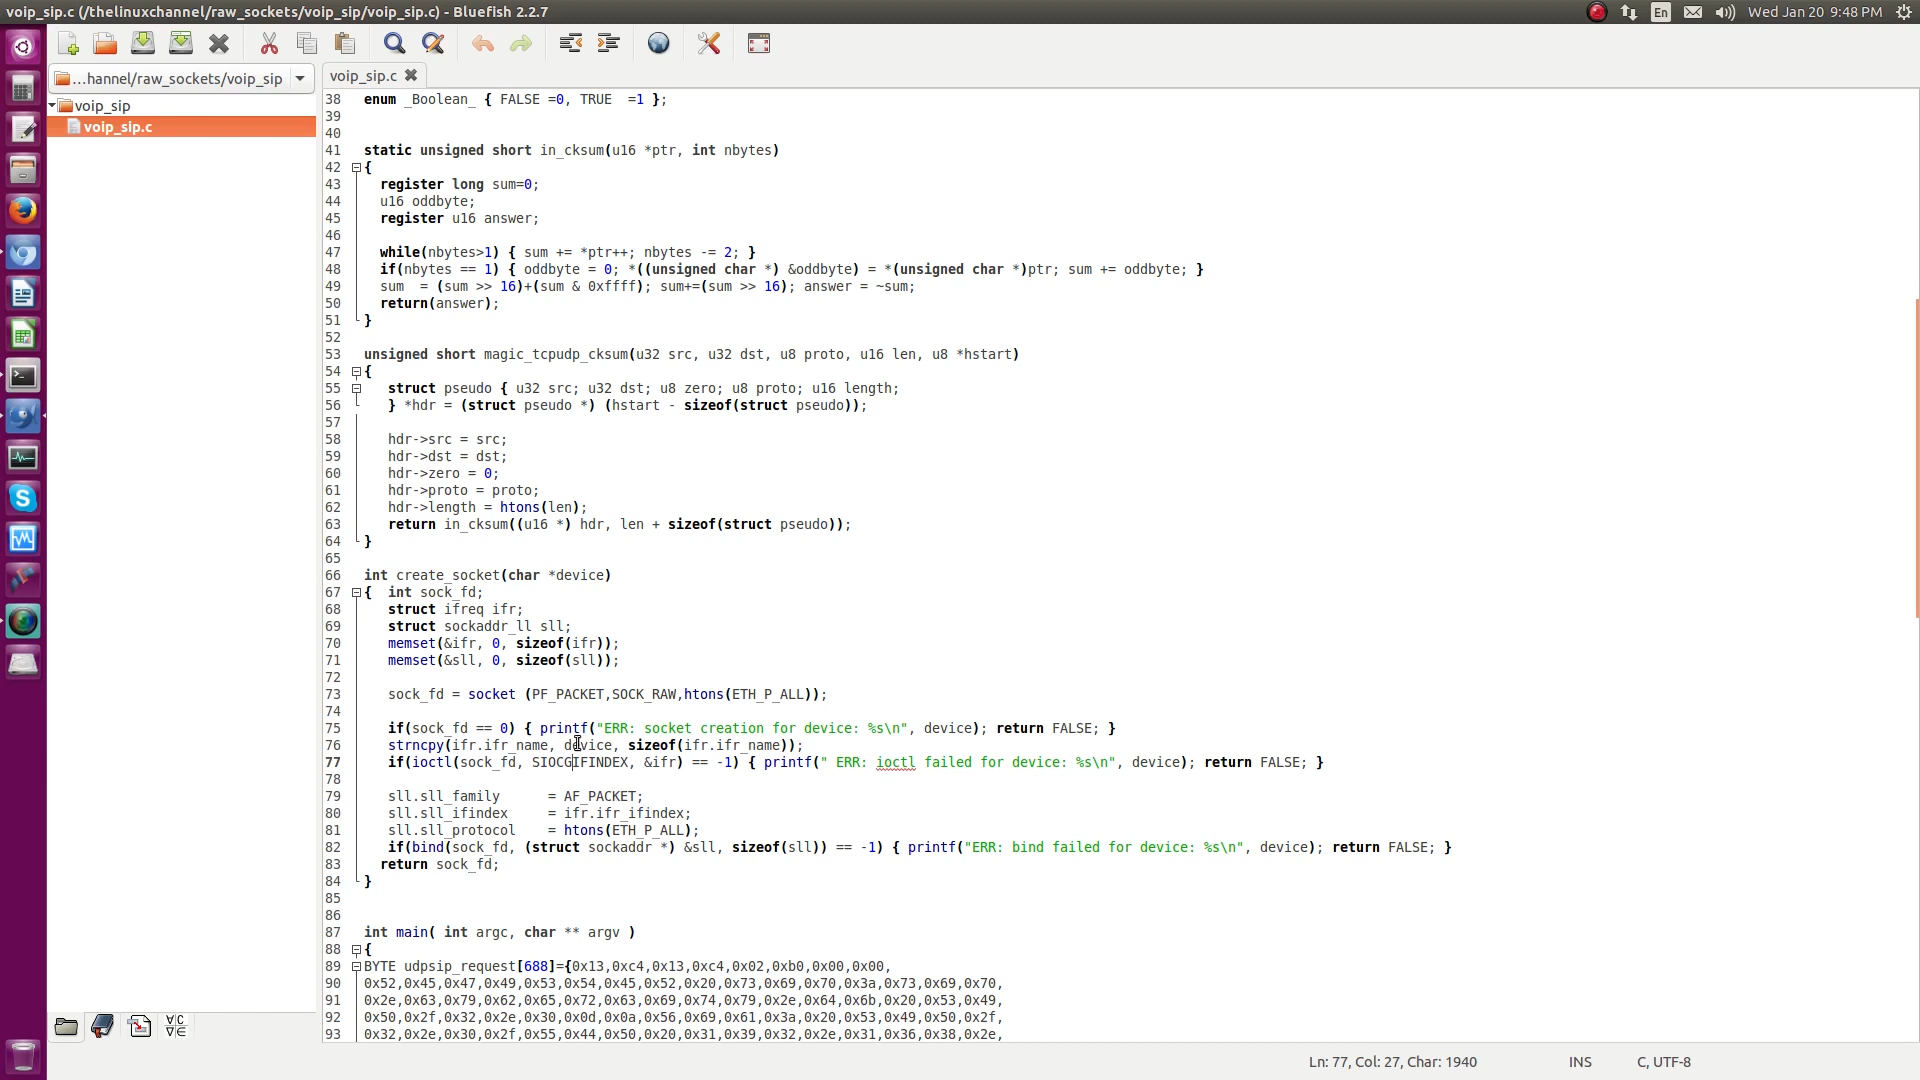 voip_sip.c (/thelinuxchannel/raw_sockets/voip_sip/voip_sip.c) - Bluefish 2.2.7
En
Wed Jan 20 9:48 PM
...hannel/raw_sockets/voip_sip
voip_sip.c
voip_sip
voip_sip.c
38 enum _Boolean_ { FALSE =0, TRUE  =1 };
39
40
41 static unsigned short in_cksum(u16 *ptr, int nbytes)
42 {
43   register long sum=0;
44   u16 oddbyte;
45   register u16 answer;
46
47   while(nbytes>1) { sum += *ptr++; nbytes -= 2; }
48   if(nbytes == 1) { oddbyte = 0; *((unsigned char *) &oddbyte) = *(unsigned char *)ptr; sum += oddbyte; }
49   sum  = (sum >> 16)+(sum & 0xffff); sum+=(sum >> 16); answer = ~sum;
50   return(answer);
51 }
52
53 unsigned short magic_tcpudp_cksum(u32 src, u32 dst, u8 proto, u16 len, u8 *hstart)
54 {
55    struct pseudo { u32 src; u32 dst; u8 zero; u8 proto; u16 length;
56    } *hdr = (struct pseudo *) (hstart - sizeof(struct pseudo));
57
58    hdr->src = src;
59    hdr->dst = dst;
60    hdr->zero = 0;
61    hdr->proto = proto;
62    hdr->length = htons(len);
63    return in_cksum((u16 *) hdr, len + sizeof(struct pseudo));
64 }
65
66 int create_socket(char *device)
67 {  int sock_fd;
68    struct ifreq ifr;
69    struct sockaddr_ll sll;
70    memset(&ifr, 0, sizeof(ifr));
71    memset(&sll, 0, sizeof(sll));
72
73    sock_fd = socket (PF_PACKET,SOCK_RAW,htons(ETH_P_ALL));
74
75    if(sock_fd == 0) { printf("ERR: socket creation for device: %s\n", device); return FALSE; }
76    strncpy(ifr.ifr_name, device, sizeof(ifr.ifr_name));
77    if(ioctl(sock_fd, SIOCGIFINDEX, &ifr) == -1) { printf(" ERR: ioctl failed for device: %s\n", device); return FALSE; }
78
79    sll.sll_family      = AF_PACKET;
80    sll.sll_ifindex     = ifr.ifr_ifindex;
81    sll.sll_protocol    = htons(ETH_P_ALL);
82    if(bind(sock_fd, (struct sockaddr *) &sll, sizeof(sll)) == -1) { printf("ERR: bind failed for device: %s\n", device); return FALSE; }
83   return sock_fd;
84 }
85
86
87 int main( int argc, char ** argv )
88 {
89 BYTE udpsip_request[688]={0x13,0xc4,0x13,0xc4,0x02,0xb0,0x00,0x00,
90 0x52,0x45,0x47,0x49,0x53,0x54,0x45,0x52,0x20,0x73,0x69,0x70,0x3a,0x73,0x69,0x70,
91 0x2e,0x63,0x79,0x62,0x65,0x72,0x63,0x69,0x74,0x79,0x2e,0x64,0x6b,0x20,0x53,0x49,
92 0x50,0x2f,0x32,0x2e,0x30,0x0d,0x0a,0x56,0x69,0x61,0x3a,0x20,0x53,0x49,0x50,0x2f,
93 0x32,0x2e,0x30,0x2f,0x55,0x44,0x50,0x20,0x31,0x39,0x32,0x2e,0x31,0x36,0x38,0x2e,
Ln: 77, Col: 27, Char: 1940
INS
C, UTF-8